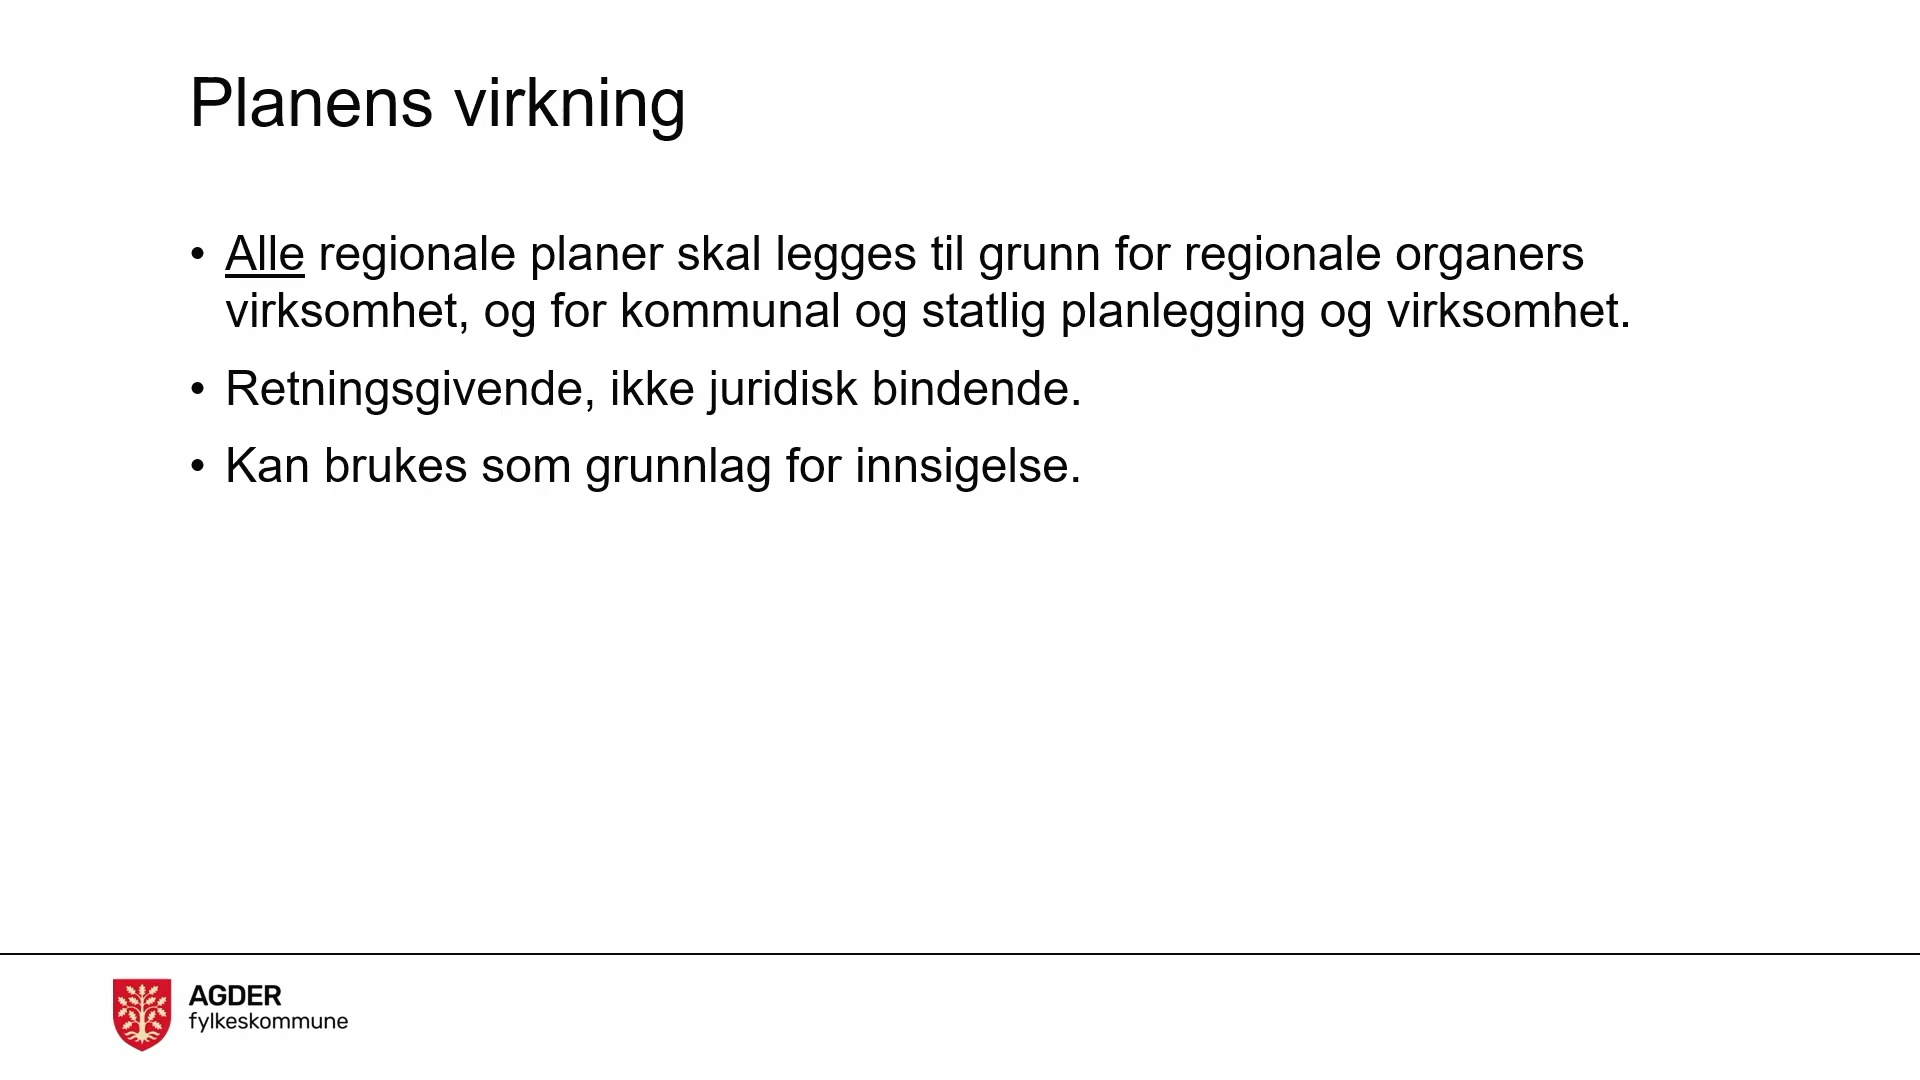 Planens virkning
• Alle regionale planer skal legges til grunn for regionale organers
virksomhet, og for kommunal og statlig planlegging og virksomhet.
• Retningsgivende, ikke juridisk bindende.
• Kan brukes som grunnlag for innsigelse.
AGDER
fylkeskommune